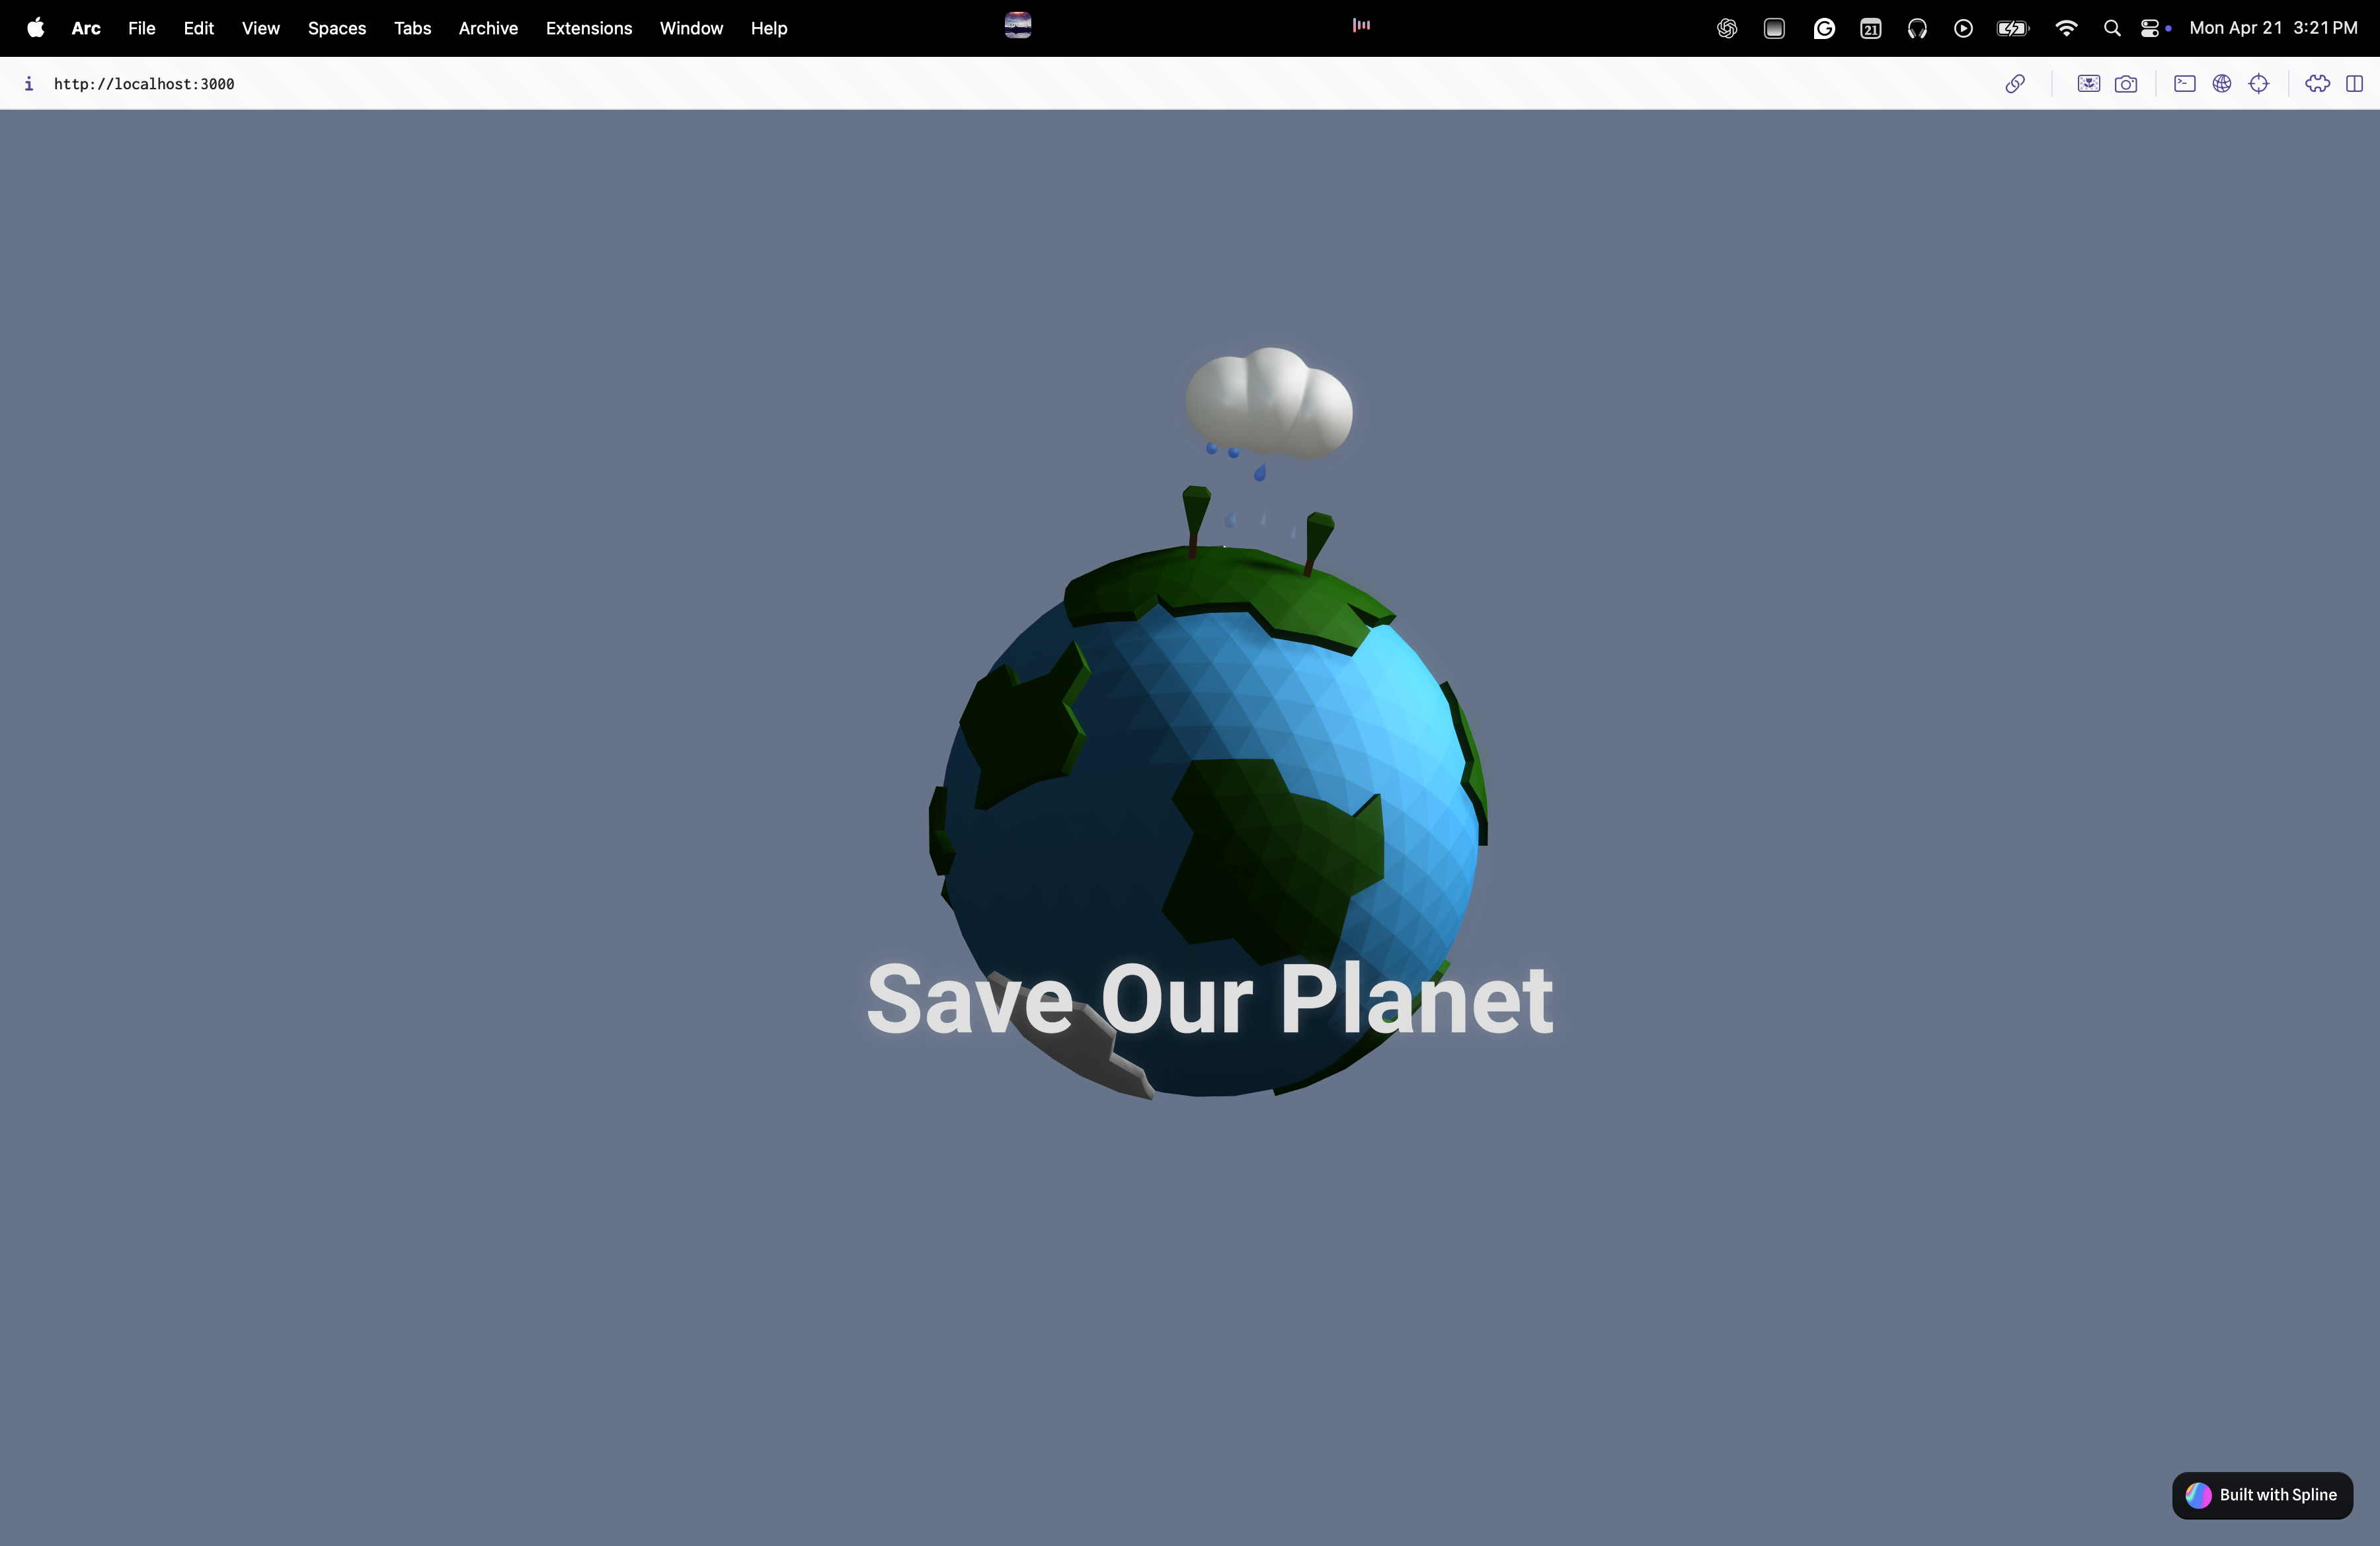 Arc File Edit View Spaces Tabs Archive Extensions Window Help 21 Mon Apr 21 3:21 PM
i http://localhost:3000
Save Our Planet
Built with Spline